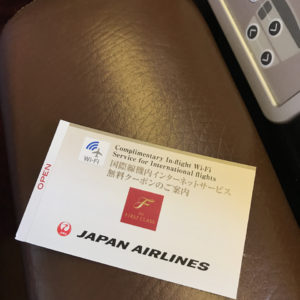 OPEN
Wi-Fi
Complimentary In-flight Wi-Fi
Service for International flights
国際線機内インターネットサービス
無料クーポンのご案内
F
JAL
FIRST CLASS
JAPAN AIRLINES